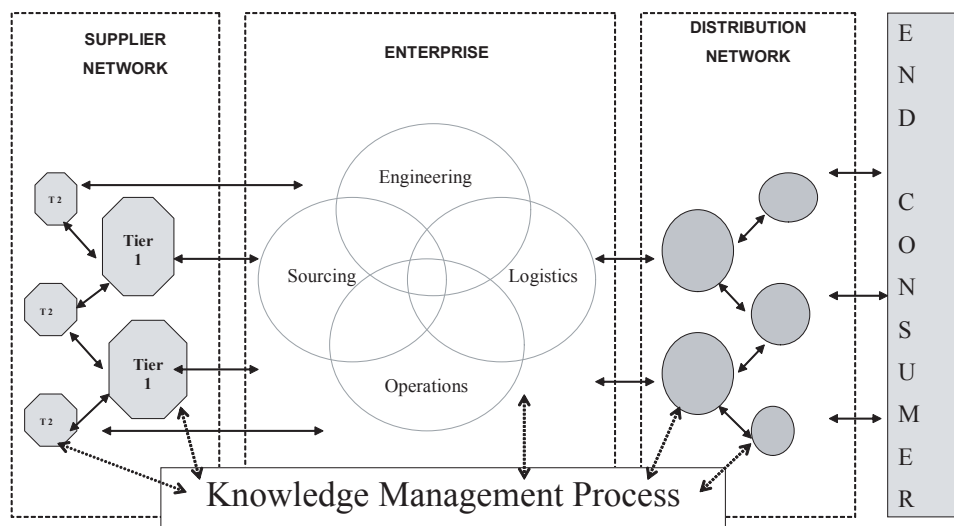 SUPPLIER
NETWORK
ENTERPRISE
DISTRIBUTION
NETWORK
E
N
D
C
O
N
S
U
M
E
R
T 2
Tier
1
T 2
Tier
1
T 2
Engineering
Sourcing
Logistics
Operations
Knowledge Management Process